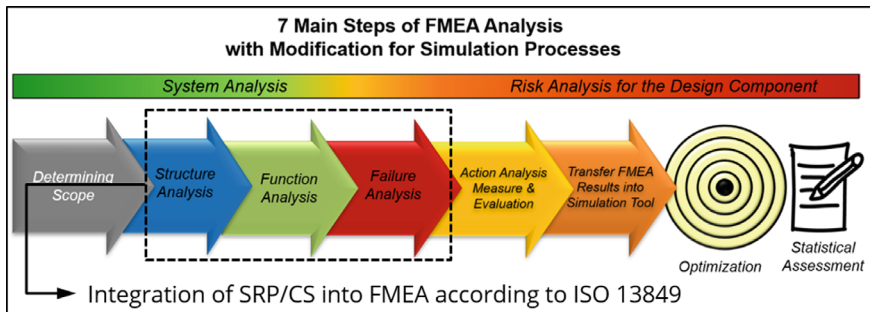 7 Main Steps of FMEA Analysis
with Modification for Simulation Processes
System Analysis
Risk Analysis for the Design Component
Determining
Scope
Structure
Analysis
Function
Analysis
Failure
Analysis
Action Analysis
Measure &
Evaluation
Transfer FMEA
Results into
Simulation Tool
Optimization
Statistical
Assessment
Integration of SRP/CS into FMEA according to ISO 13849